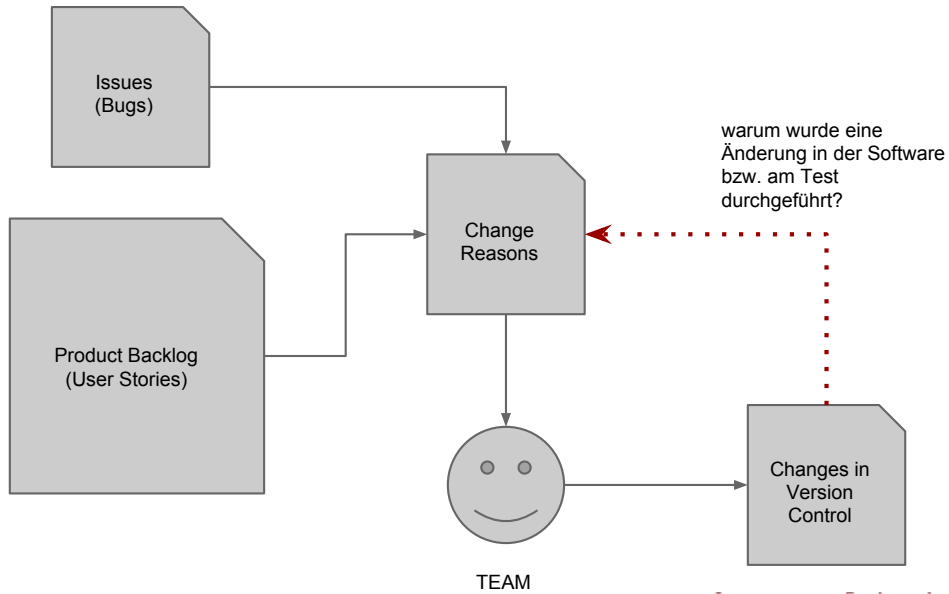 Issues
(Bugs)
warum wurde eine
Änderung in der Software
bzw. am Test
durchgeführt?
Change
Reasons
Product Backlog
(User Stories)
Changes in
Version
Control
TEAM